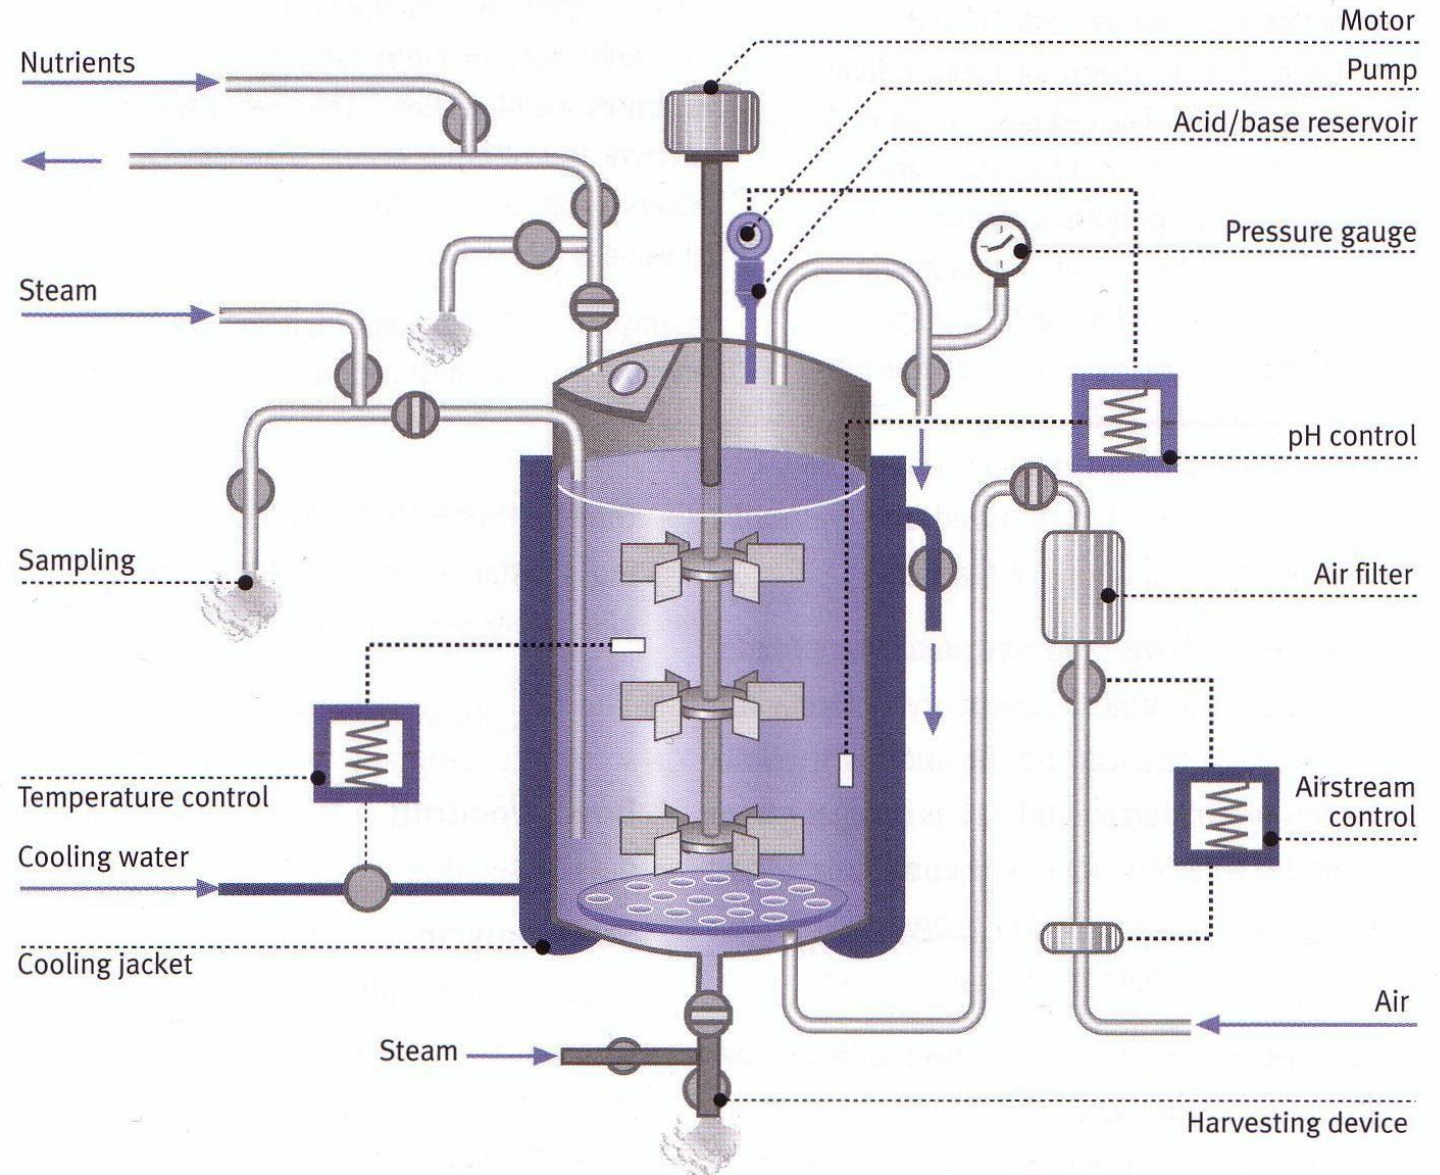 Motor
Nutrients
Pump
Acid/base reservoir
Pressure gauge
Steam
pH control
Sampling
Air filter
Temperature control
Airstream
control
Cooling water
Cooling jacket
Air
Steam
Harvesting device